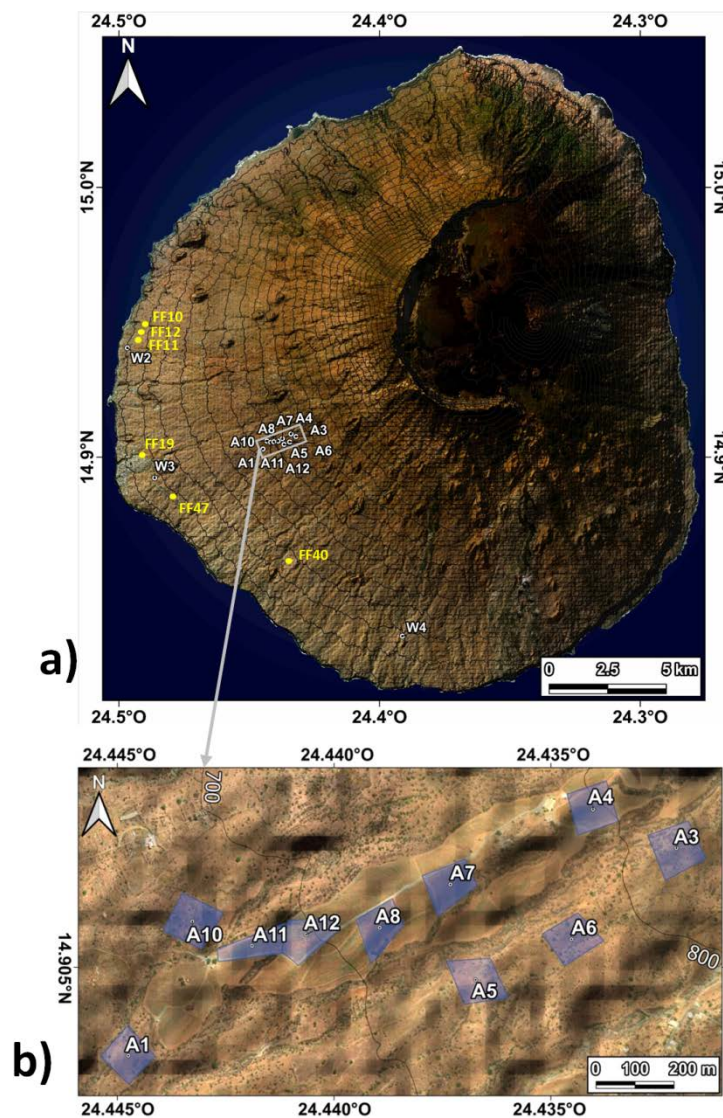 24.5°O 24.4°O 24.3°O
N
15.0°N 15.0°N
FF10
FF12
FF11
W2
A7 A4
A8 A3
A10
14.9°N 14.9°N
FF19
A5 A6
A1 A11 A12
W3
FF47
FF40
W4
a)
0 2.5 5 km
24.5°O 24.4°O 24.3°O
24.445°O 24.440°O 24.435°O
N
700
A4
A3
A7
A10 A12 A8 A6
A11
800
14.905°N
A5
A1
b)
0 100 200 m
24.445°O 24.440°O 24.435°O